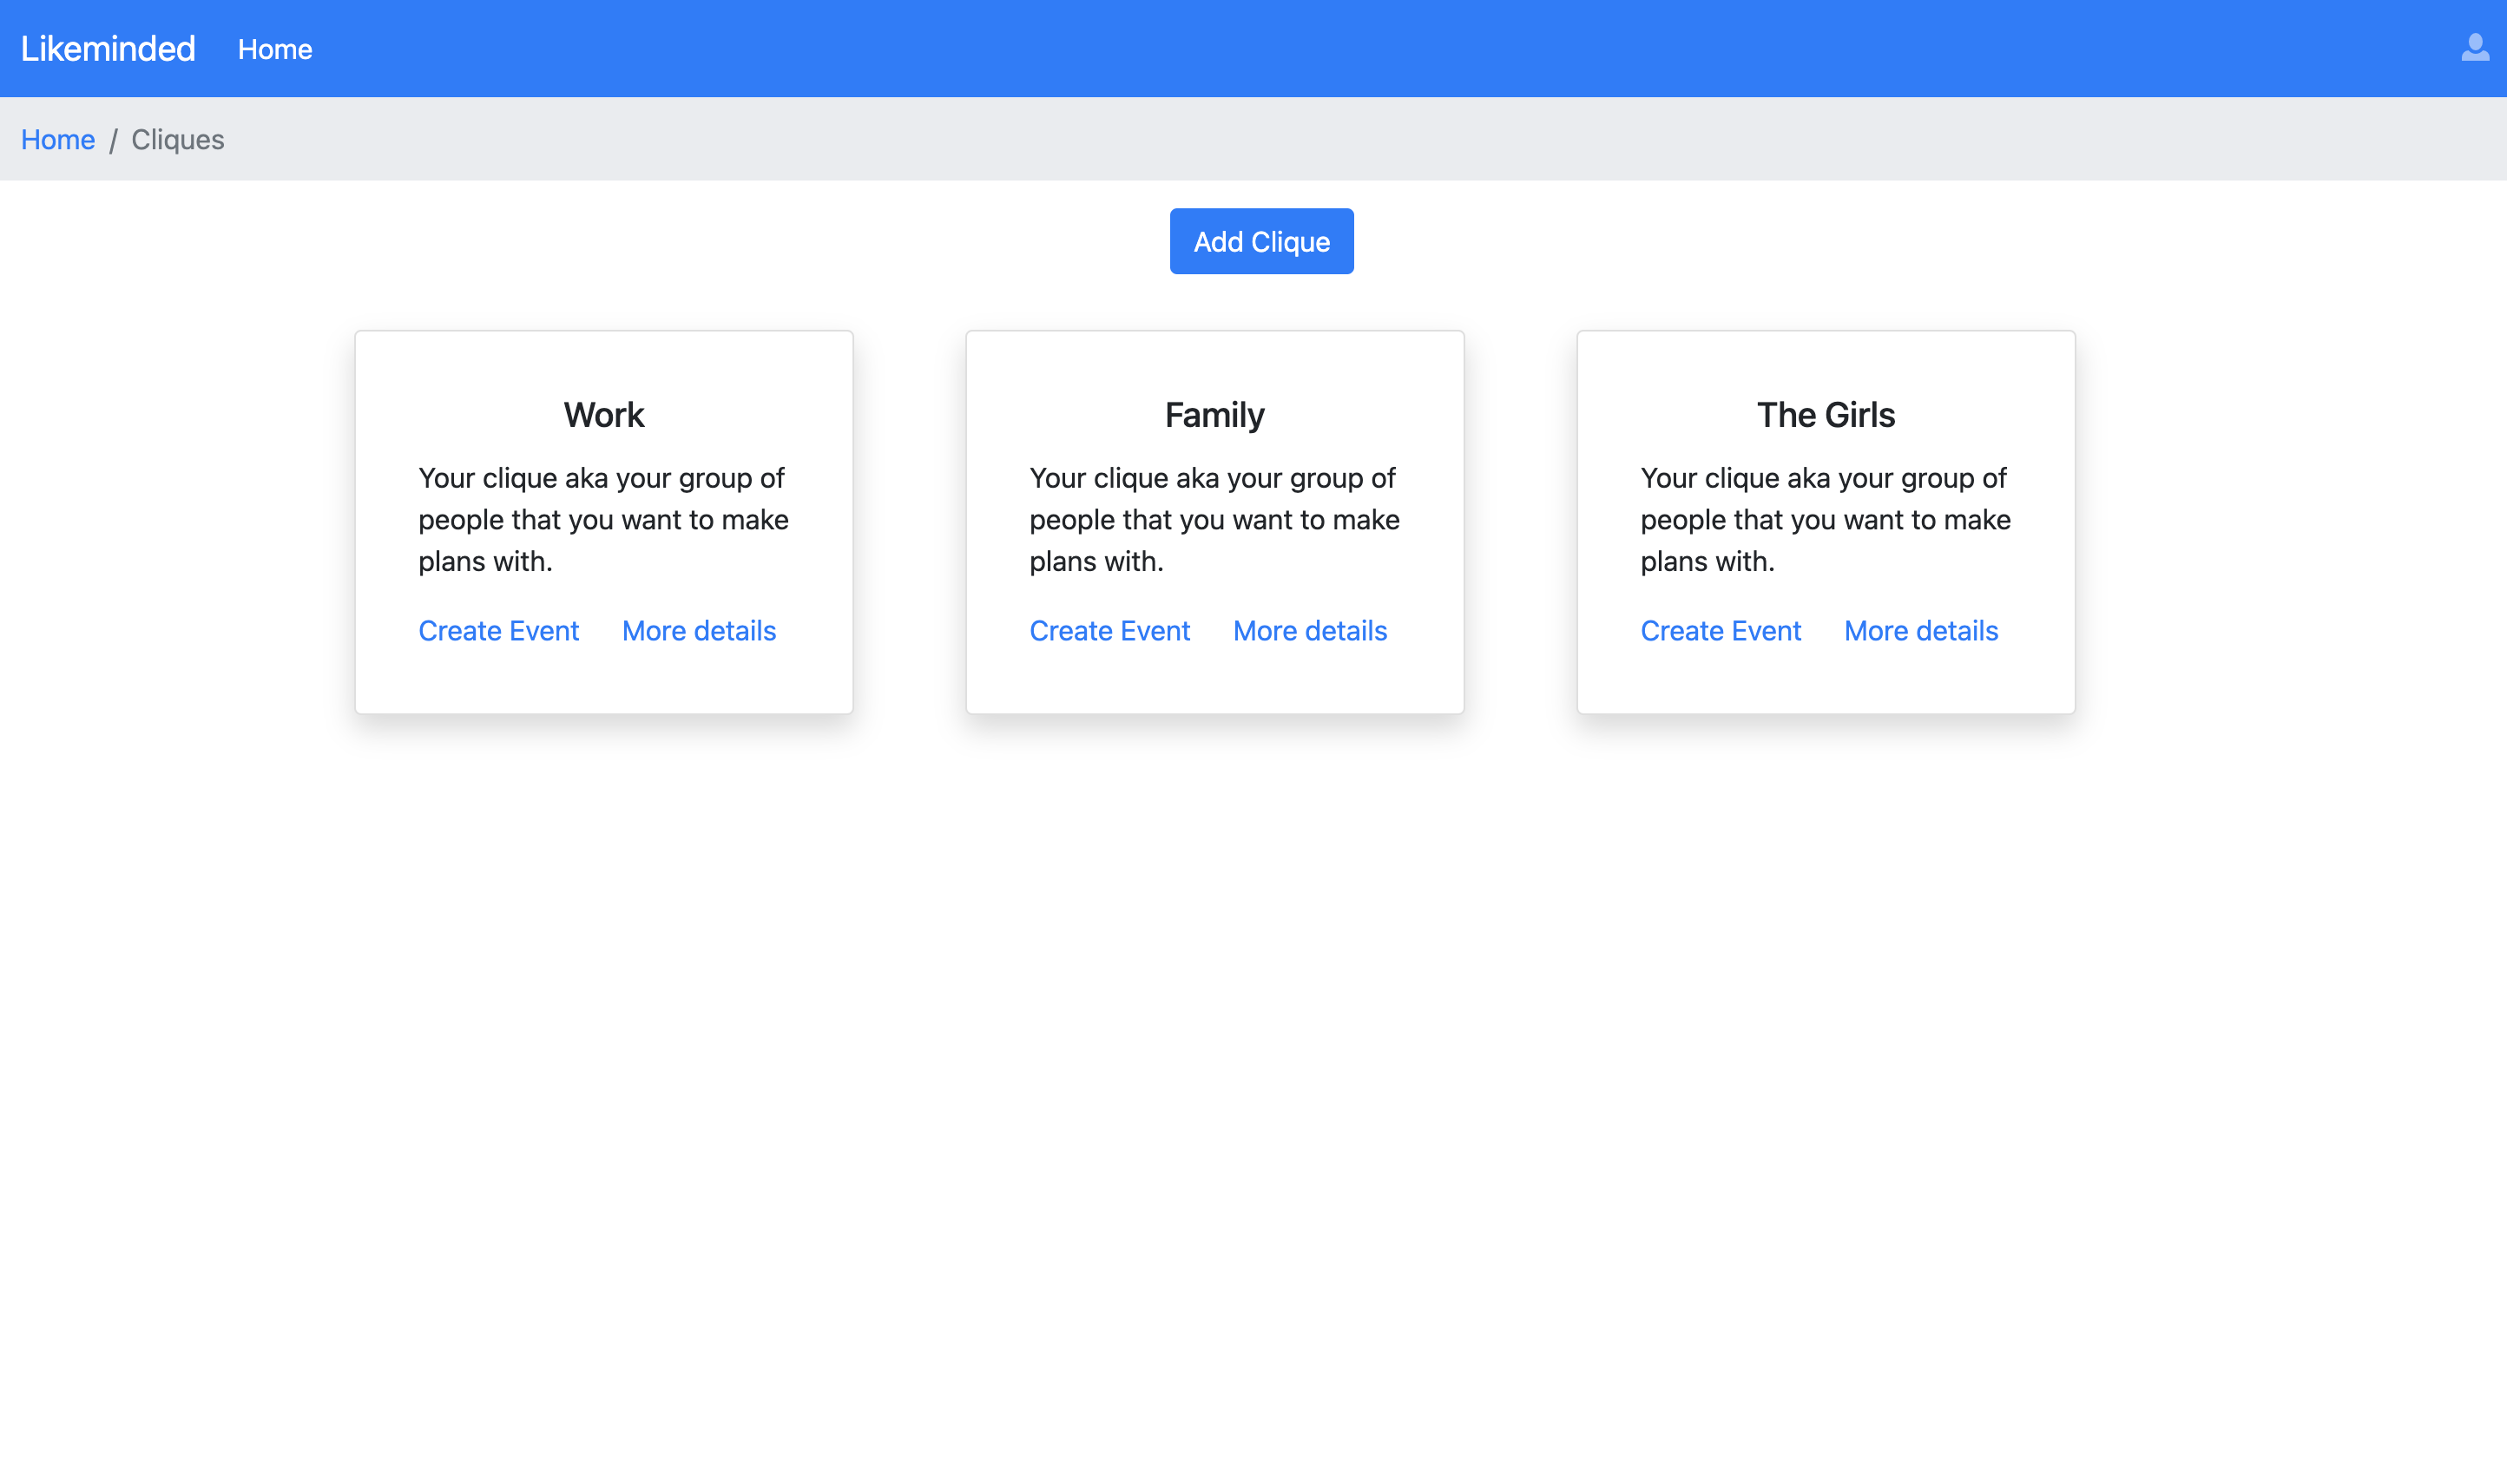 Likeminded Home
Home / Cliques
Add Clique
Work
Your clique aka your group of
people that you want to make
plans with.
Create Event More details
Family
Your clique aka your group of
people that you want to make
plans with.
Create Event More details
The Girls
Your clique aka your group of
people that you want to make
plans with.
Create Event More details